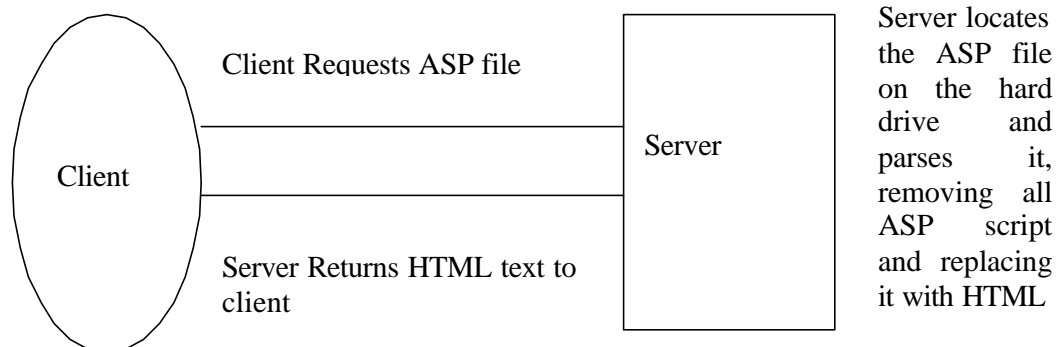 Client Requests ASP file
Client
Server Returns HTML text to
client
Server
Server locates
the ASP file
on the hard
drive and
parses it,
removing all
ASP script
and replacing
it with HTML